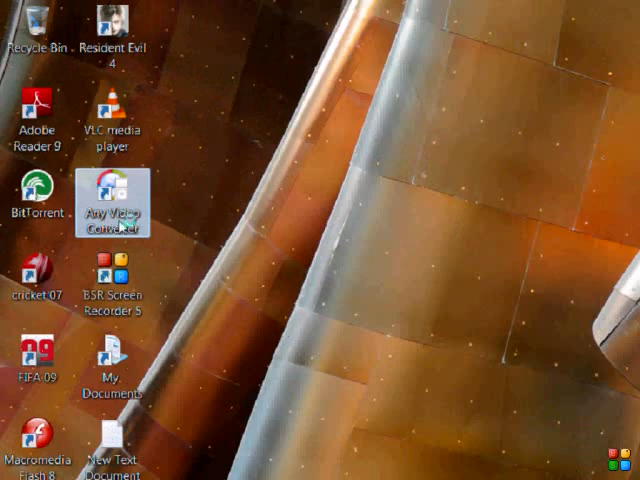 Recycle Bin
Resident Evil
4
Adobe
Reader 9
VLC media
player
BitTorrent
Any Video
Converter
cricket 07
BSR Screen
Recorder 5
09
FIFA 09
My
Documents
Macromedia
Flash 8
New Text
Document